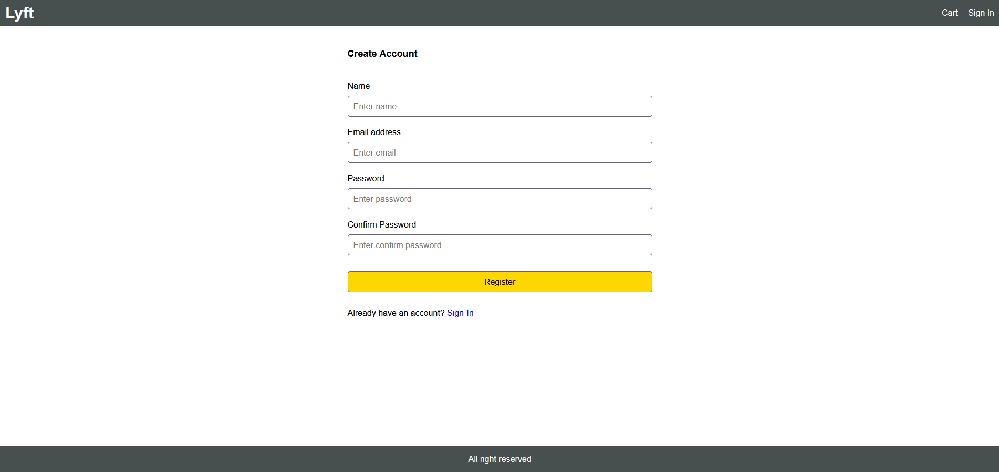 Lyft
Cart Sign In
Create Account
Name
Enter name
Email address
Enter email
Password
Enter password
Confirm Password
Enter confirm password
Register
Already have an account? Sign-In
All right reserved